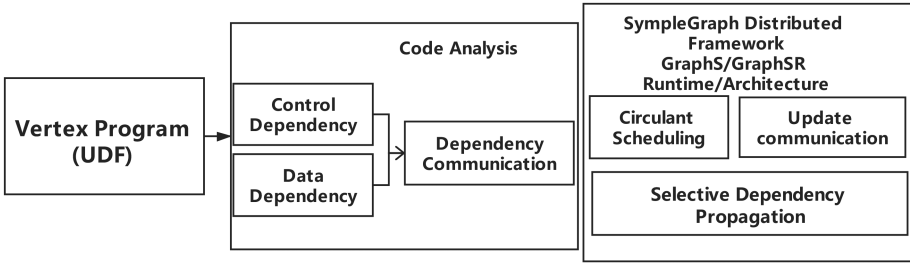 Vertex Program
(UDF)
Code Analysis
Control
Dependency
Data
Dependency
Dependency
Communication
SympleGraph Distributed
Framework
GraphS/GraphSR
Runtime/Architecture
Circulant
Scheduling
Update
communication
Selective Dependency
Propagation